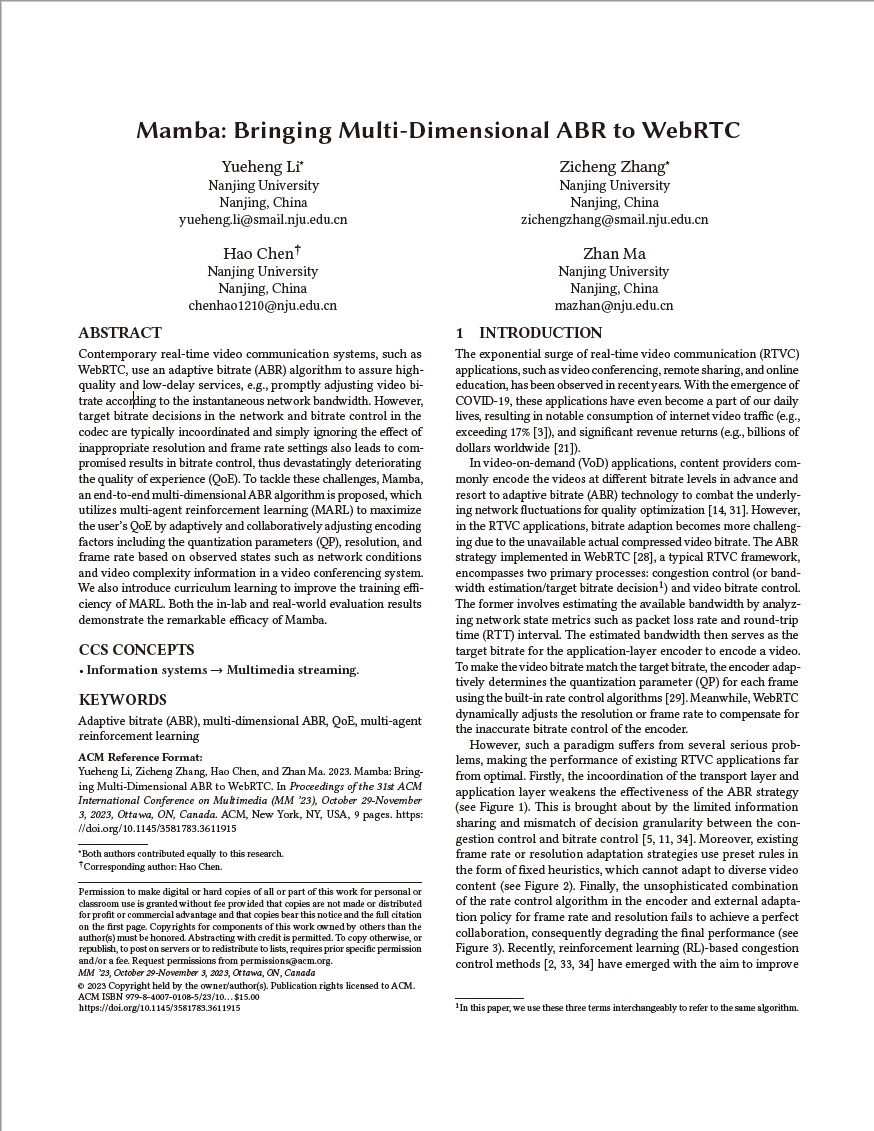 Mamba: Bringing Multi-Dimensional ABR to WebRTC
Yueheng Li*
Nanjing University
Nanjing, China
yueheng.li@smail.nju.edu.cn
Zicheng Zhang*
Nanjing University
Nanjing, China
zichengzhang@smail.nju.edu.cn
Hao Chen†
Nanjing University
Nanjing, China
chenhao1210@nju.edu.cn
Zhan Ma
Nanjing University
Nanjing, China
mazhan@nju.edu.cn
ABSTRACT
Contemporary real-time video communication systems, such as
WebRTC, use an adaptive bitrate (ABR) algorithm to assure high-
quality and low-delay services, e.g., promptly adjusting video bi-
trate according to the instantaneous network bandwidth. However,
target bitrate decisions in the network and bitrate control in the
codec are typically incoordinated and simply ignoring the effect of
inappropriate resolution and frame rate settings also leads to com-
promised results in bitrate control, thus devastatingly deteriorating
the quality of experience (QoE). To tackle these challenges, Mamba,
an end-to-end multi-dimensional ABR algorithm is proposed, which
utilizes multi-agent reinforcement learning (MARL) to maximize
the user's QoE by adaptively and collaboratively adjusting encoding
factors including the quantization parameters (QP), resolution, and
frame rate based on observed states such as network conditions
and video complexity information in a video conferencing system.
We also introduce curriculum learning to improve the training effi-
ciency of MARL. Both the in-lab and real-world evaluation results
demonstrate the remarkable efficacy of Mamba.
CCS CONCEPTS
• Information systems → Multimedia streaming.
KEYWORDS
Adaptive bitrate (ABR), multi-dimensional ABR, QoE, multi-agent
reinforcement learning
ACM Reference Format:
Yueheng Li, Zicheng Zhang, Hao Chen, and Zhan Ma. 2023. Mamba: Bring-
ing Multi-Dimensional ABR to WebRTC. In Proceedings of the 31st ACM
International Conference on Multimedia (MM '23), October 29-November
3, 2023, Ottawa, ON, Canada. ACM, New York, NY, USA, 9 pages. https:
//doi.org/10.1145/3581783.3611915
*Both authors contributed equally to this research.
†Corresponding author: Hao Chen.
Permission to make digital or hard copies of all or part of this work for personal or
classroom use is granted without fee provided that copies are not made or distributed
for profit or commercial advantage and that copies bear this notice and the full citation
on the first page. Copyrights for components of this work owned by others than the
author(s) must be honored. Abstracting with credit is permitted. To copy otherwise, or
republish, to post on servers or to redistribute to lists, requires prior specific permission
and/or a fee. Request permissions from permissions@acm.org.
MM '23, October 29-November 3, 2023, Ottawa, ON, Canada
© 2023 Copyright held by the owner/author(s). Publication rights licensed to ACM.
ACM ISBN 979-8-4007-0108-5/23/10...$15.00
https://doi.org/10.1145/3581783.3611915
1 INTRODUCTION
The exponential surge of real-time video communication (RTVC)
applications, such as video conferencing, remote sharing, and online
education, has been observed in recent years. With the emergence of
COVID-19, these applications have even become a part of our daily
lives, resulting in notable consumption of internet video traffic (e.g.,
exceeding 17% [3]), and significant revenue returns (e.g., billions of
dollars worldwide [21]).
In video-on-demand (VoD) applications, content providers com-
monly encode the videos at different bitrate levels in advance and
resort to adaptive bitrate (ABR) technology to combat the underly-
ing network fluctuations for quality optimization [14, 31]. However,
in the RTVC applications, bitrate adaption becomes more challeng-
ing due to the unavailable actual compressed video bitrate. The ABR
strategy implemented in WebRTC [28], a typical RTVC framework,
encompasses two primary processes: congestion control (or band-
width estimation/target bitrate decision¹) and video bitrate control.
The former involves estimating the available bandwidth by analyz-
ing network state metrics such as packet loss rate and round-trip
time (RTT) interval. The estimated bandwidth then serves as the
target bitrate for the application-layer encoder to encode a video.
To make the video bitrate match the target bitrate, the encoder adap-
tively determines the quantization parameter (QP) for each frame
using the built-in rate control algorithms [29]. Meanwhile, WebRTC
dynamically adjusts the resolution or frame rate to compensate for
the inaccurate bitrate control of the encoder.
However, such a paradigm suffers from several serious prob-
lems, making the performance of existing RTVC applications far
from optimal. Firstly, the incoordination of the transport layer and
application layer weakens the effectiveness of the ABR strategy
(see Figure 1). This is brought about by the limited information
sharing and mismatch of decision granularity between the con-
gestion control and bitrate control [5, 11, 34]. Moreover, existing
frame rate or resolution adaptation strategies use preset rules in
the form of fixed heuristics, which cannot adapt to diverse video
content (see Figure 2). Finally, the unsophisticated combination
of the rate control algorithm in the encoder and external adapta-
tion policy for frame rate and resolution fails to achieve a perfect
collaboration, consequently degrading the final performance (see
Figure 3). Recently, reinforcement learning (RL)-based congestion
control methods [2, 33, 34] have emerged with the aim to improve
¹In this paper, we use these three terms interchangeably to refer to the same algorithm.